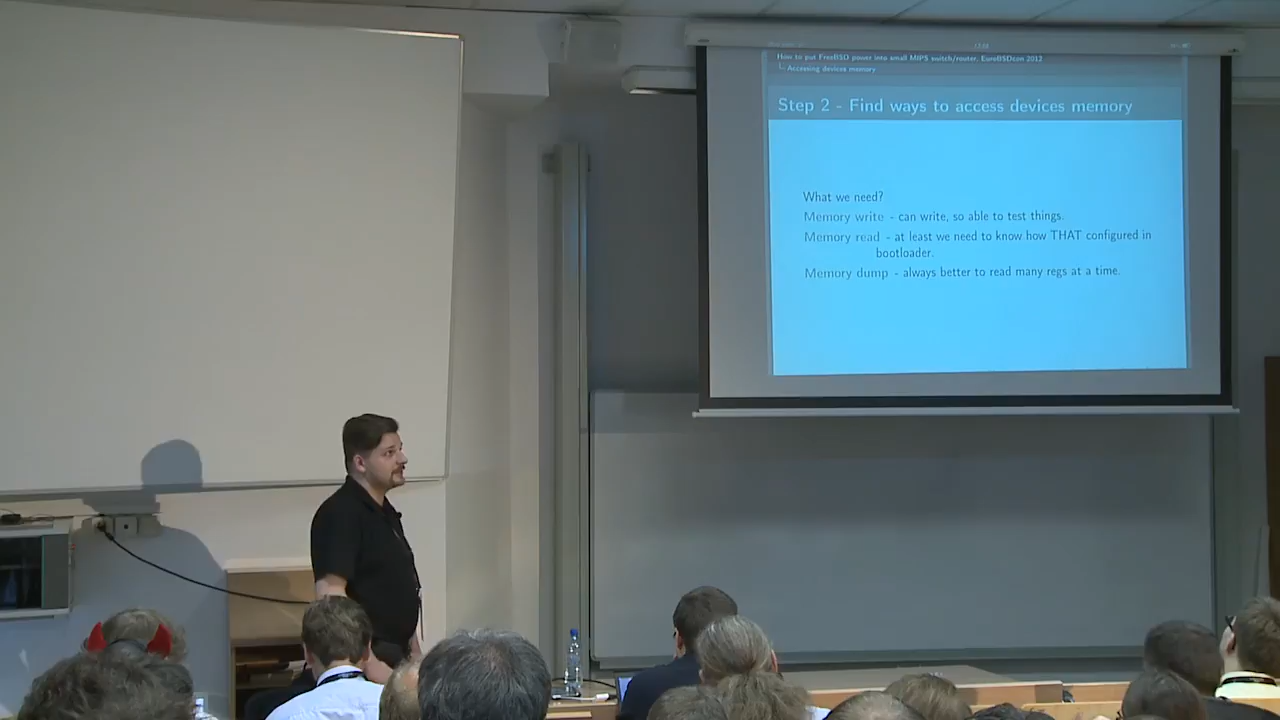 How to put FreeBSD power into small MIPS switch/router, EuroBSDcon 2013
Accessing devices memory
Step 2 - Find ways to access devices memory
What we need?
Memory write - can write, so able to test things.
Memory read - at least we need to know how THAT configured in
bootloader.
Memory dump - always better to read many regs at a time.